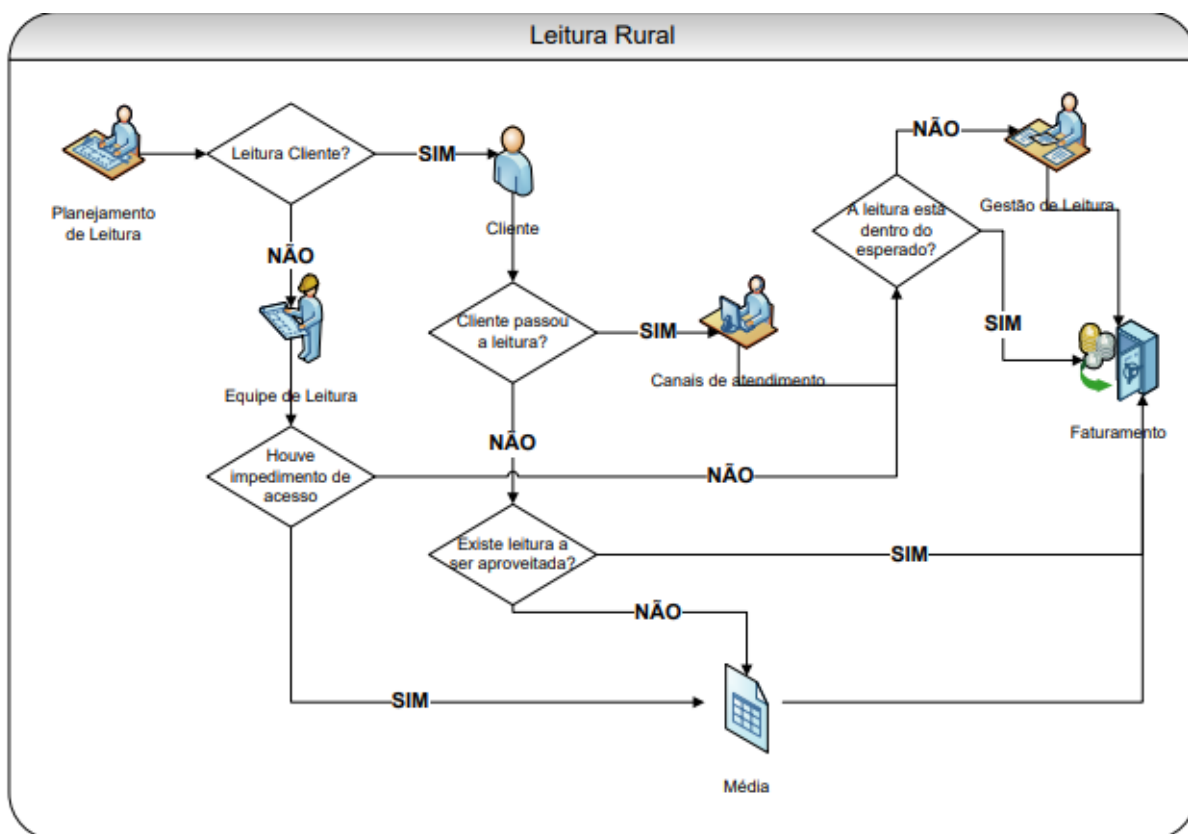 Leitura Rural
Leitura Cliente?
SIM
Planejamento
de Leitura
Cliente
NÃO
Equipe de Leitura
Cliente passou
a leitura?
SIM
Canais de atendimento
NÃO
Gestão de Leitura
A leitura está
dentro do
esperado?
SIM
Faturamento
NÃO
Houve
impedimento de
acesso
NÃO
Existe leitura a
ser aproveitada?
SIM
NÃO
SIM
Média